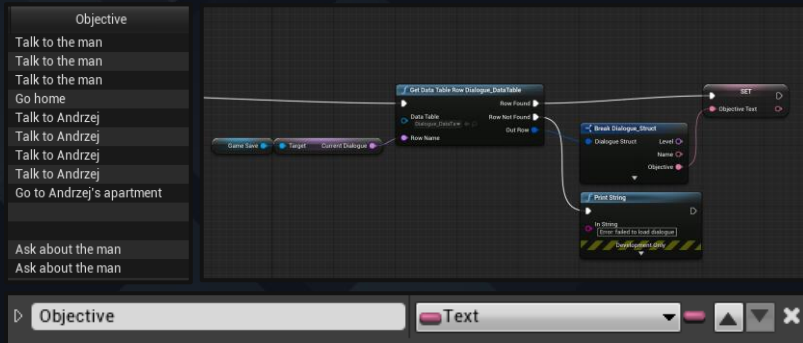 Objective
Talk to the man
Talk to the man
Talk to the man
Go home
Talk to Andrzej
Talk to Andrzej
Talk to Andrzej
Talk to Andrzej
Go to Andrzej's apartment
Ask about the man
Ask about the man
Game Save
Target Current Dialogue
Get Data Table Row Dialogue_DataTable
Row Found
Data Table
Row Not Found
Dialogue_DataTa
Out Row
Row Name
Break Dialogue_Struct
Dialogue Struct Level
Name
Objective
SET
Objective Text
Print String
In String
Error: failed to load dialogue
Development Only
Objective Text